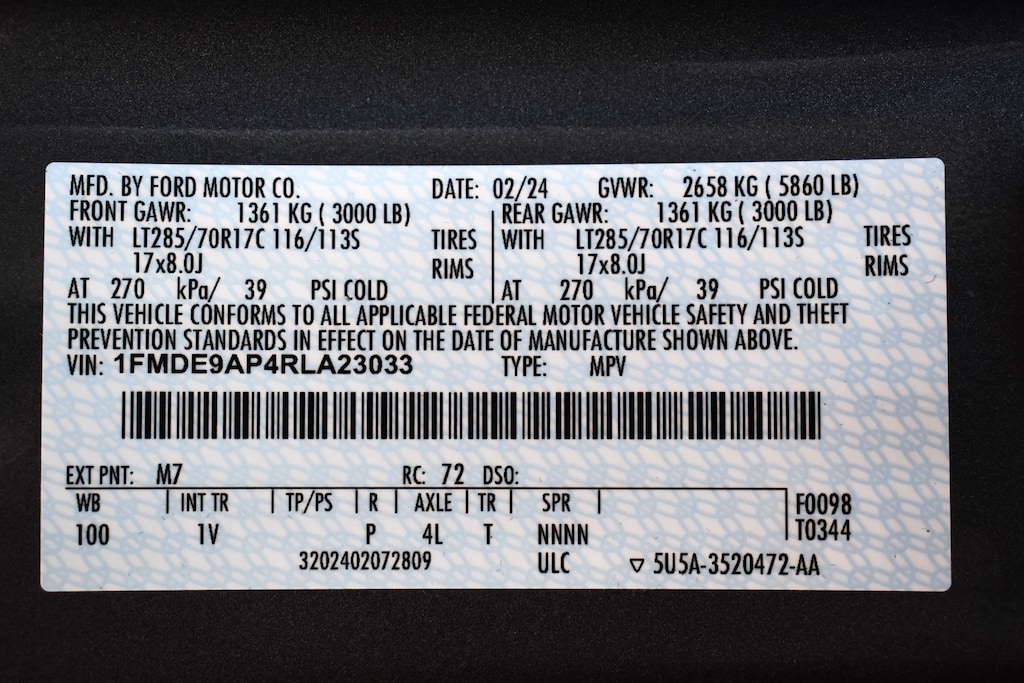 MFD. BY FORD MOTOR CO. DATE: 02/24 GVWR: 2658 KG ( 5860 LB)
FRONT GAWR: 1361 KG ( 3000 LB) REAR GAWR: 1361 KG ( 3000 LB)
WITH LT285/70R17C 116/113S TIRES WITH LT285/70R17C 116/113S TIRES
17x8.0J RIMS 17x8.0J RIMS
AT 270 kPa/ 39 PSI COLD AT 270 kPa/ 39 PSI COLD
THIS VEHICLE CONFORMS TO ALL APPLICABLE FEDERAL MOTOR VEHICLE SAFETY AND THEFT
PREVENTION STANDARDS IN EFFECT ON THE DATE OF MANUFACTURE SHOWN ABOVE.
VIN: 1FMDE9AP4RLA23033 TYPE: MPV
EXT PNT: M7 RC: 72 DSO:
WB INT TR TP/PS R AXLE TR SPR F0098
100 1V P 4L T NNNN T0344
3202402072809 ULC ▽ 5U5A-3520472-AA